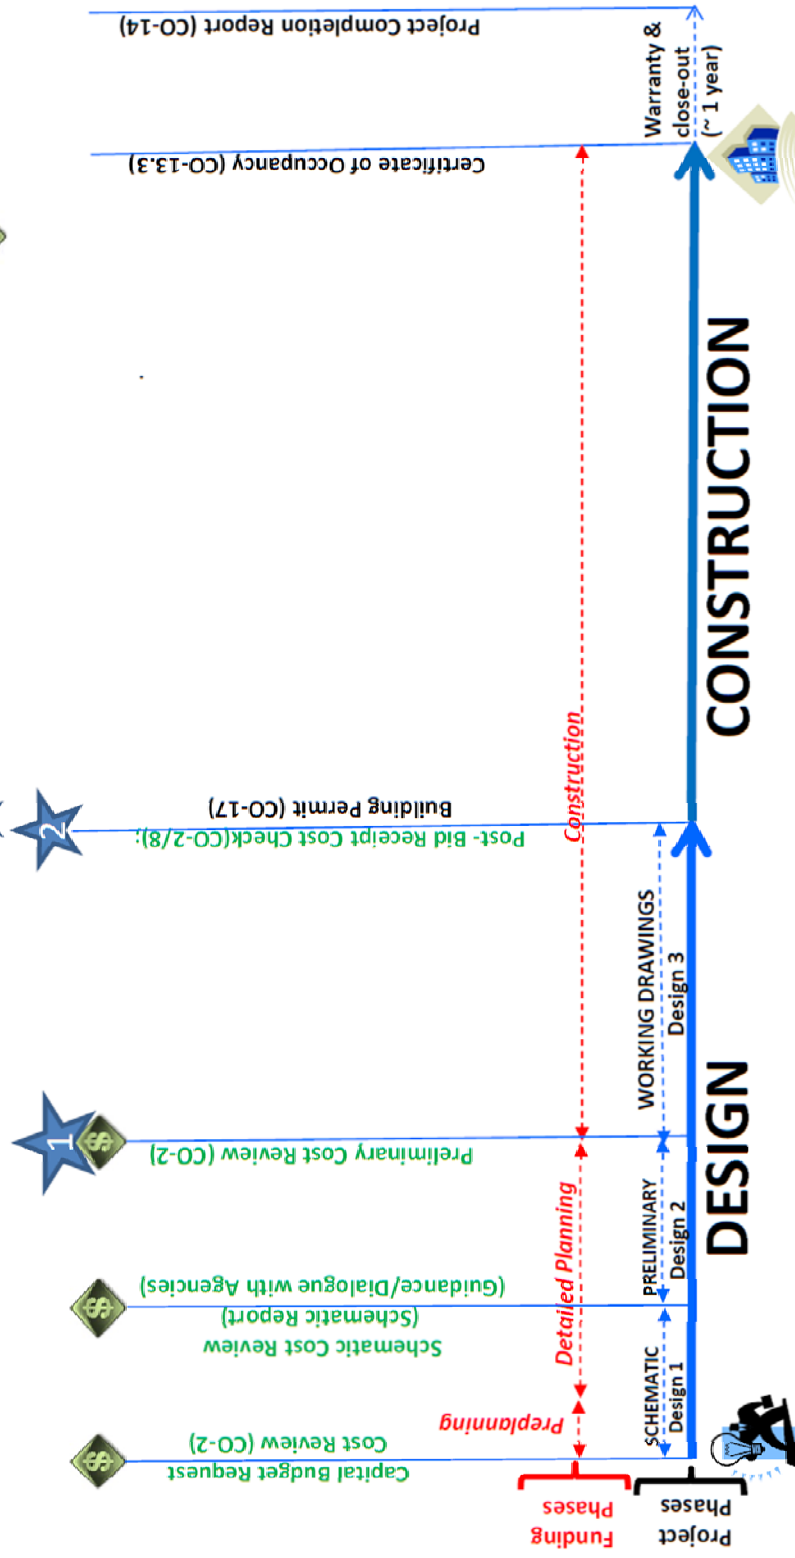 Project Completion Report (CO-14)
Certificate of Occupancy (CO-13.3)
Building Permit (CO-17)
Post- Bid Receipt Cost Check(CO-2/8);
Preliminary Cost Review (CO-2)
(Guidance/Dialogue with Agencies)
(Schematic Report)
Schematic Cost Review
Cost Review (CO-2)
Capital Budget Request
2
1
$
$
$
Funding
Phases
Preplanning
Detailed Planning
Construction
Project
Phases
SCHEMATIC
Design 1
PRELIMINARY
Design 2
WORKING DRAWINGS
Design 3
Warranty &
close-out
(~ 1 year)
DESIGN
CONSTRUCTION